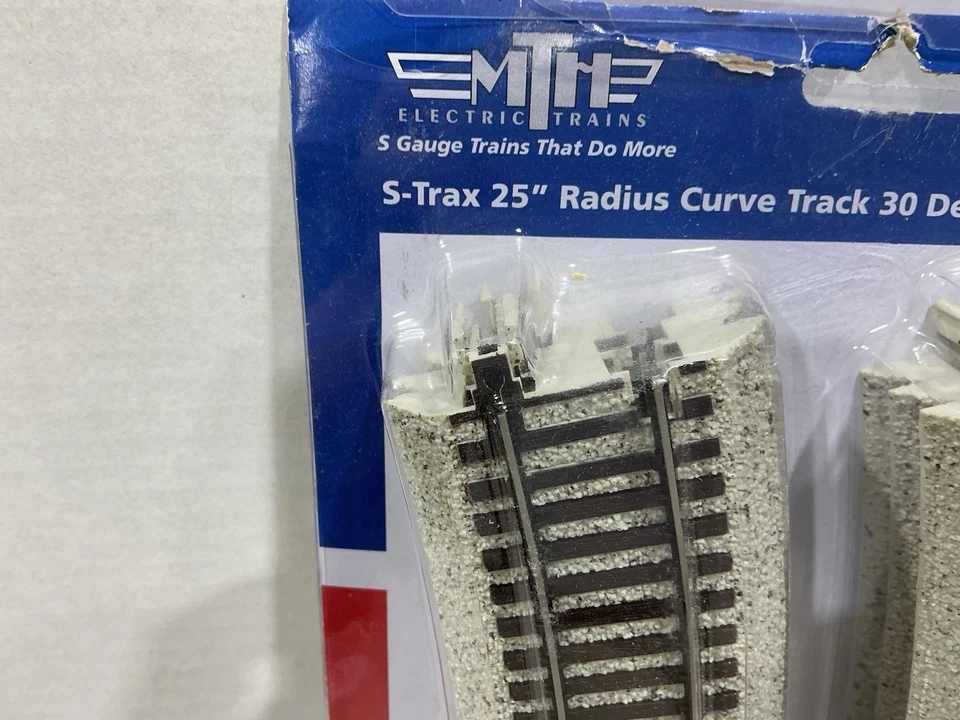 MTH
ELECTRIC TRAINS
S Gauge Trains That Do More
S-Trax 25” Radius Curve Track 30 De